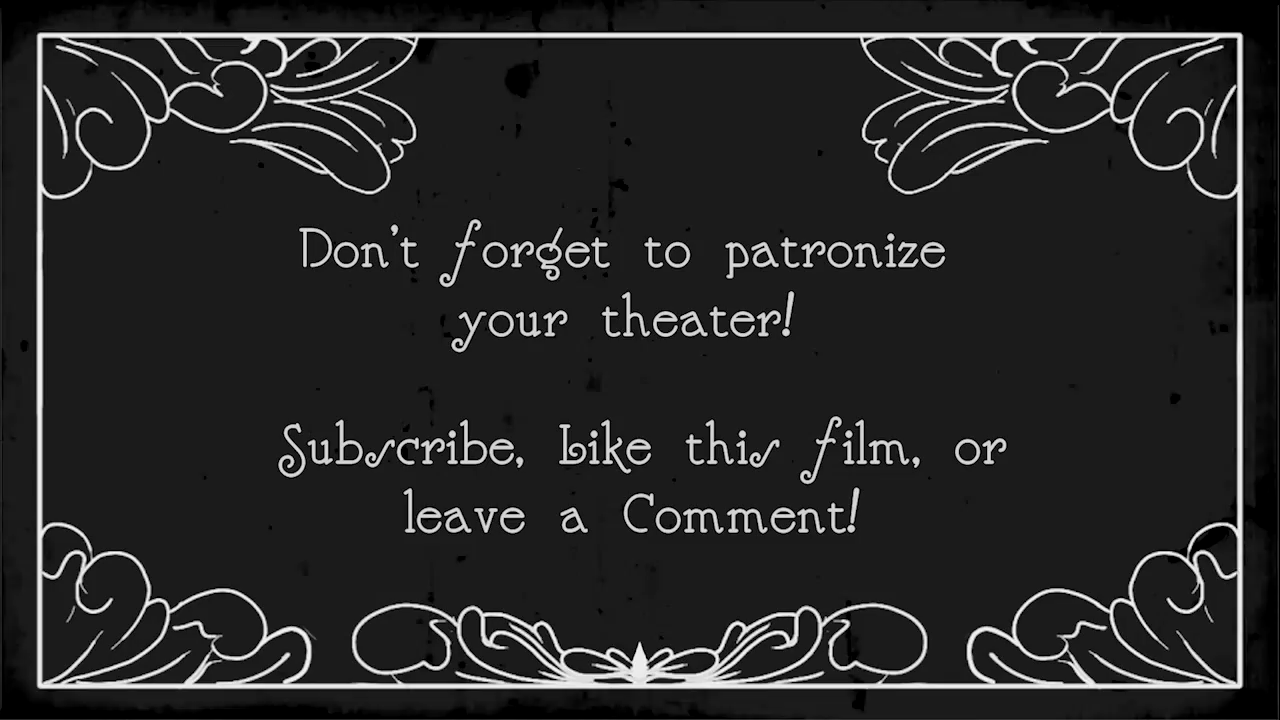 Don't forget to patronize
your theater!
Subscribe, Like this film, or
leave a Comment!